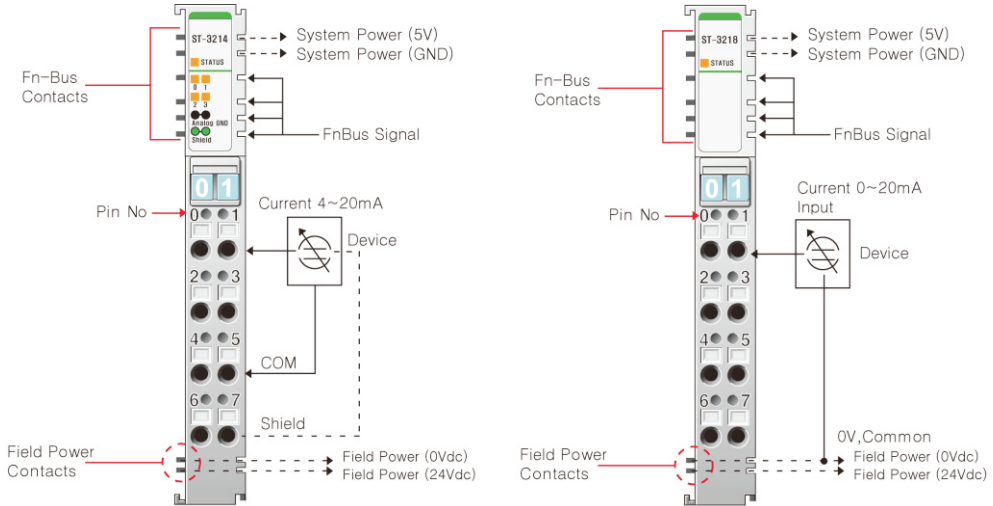 ST-3214
STATUS
0 1
2 3
Analog GND
Shield
System Power (5V)
System Power (GND)
Fn-Bus
Contacts
FnBus Signal
01
Pin No
0 1
2 3
4 5
6 7
Current 4~20mA
Device
COM
Shield
Field Power
Contacts
Field Power (0Vdc)
Field Power (24Vdc)
ST-3218
STATUS
System Power (5V)
System Power (GND)
Fn-Bus
Contacts
FnBus Signal
01
Pin No
0 1
2 3
4 5
6 7
Current 0~20mA
Input
Device
0V,Common
Field Power
Contacts
Field Power (0Vdc)
Field Power (24Vdc)